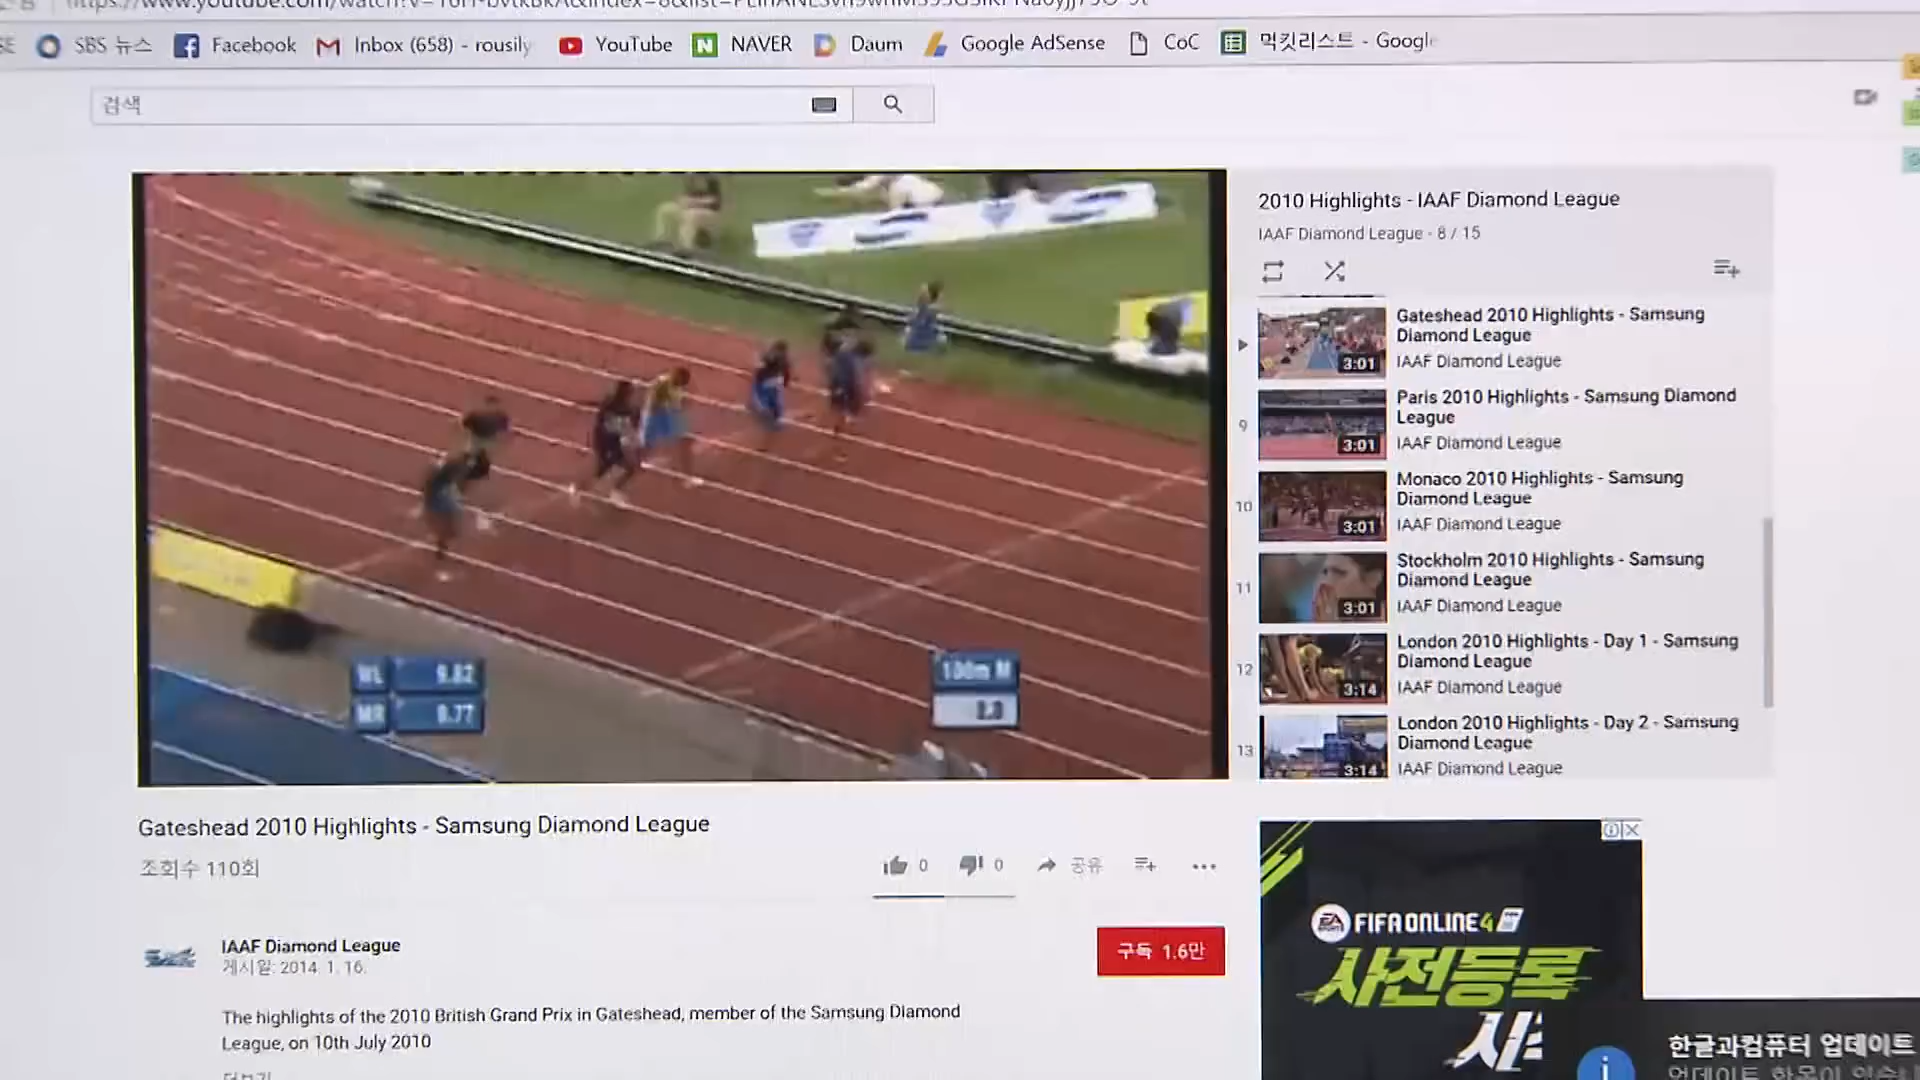 SBS 뉴스 Facebook Inbox (658) - rousily YouTube NAVER Daum Google AdSense CoC 먹킷리스트 - Google
검색
2010 Highlights - IAAF Diamond League
IAAF Diamond League - 8 / 15
Gateshead 2010 Highlights - Samsung
Diamond League
IAAF Diamond League
3:01
9
Paris 2010 Highlights - Samsung Diamond
League
IAAF Diamond League
3:01
10
Monaco 2010 Highlights - Samsung
Diamond League
IAAF Diamond League
3:01
11
Stockholm 2010 Highlights - Samsung
Diamond League
IAAF Diamond League
3:01
12
London 2010 Highlights - Day 1 - Samsung
Diamond League
IAAF Diamond League
3:14
13
London 2010 Highlights - Day 2 - Samsung
Diamond League
IAAF Diamond League
3:14
WL 9.82
MR 9.77
100m M
Gateshead 2010 Highlights - Samsung Diamond League
조회수 110회
0 0 공유
IAAF Diamond League
게시일: 2014. 1. 16.
구독 1.6만
The highlights of the 2010 British Grand Prix in Gateshead, member of the Samsung Diamond
League, on 10th July 2010
EA SPORTS FIFA ONLINE 4
사전등록
한글과컴퓨터 업데이트